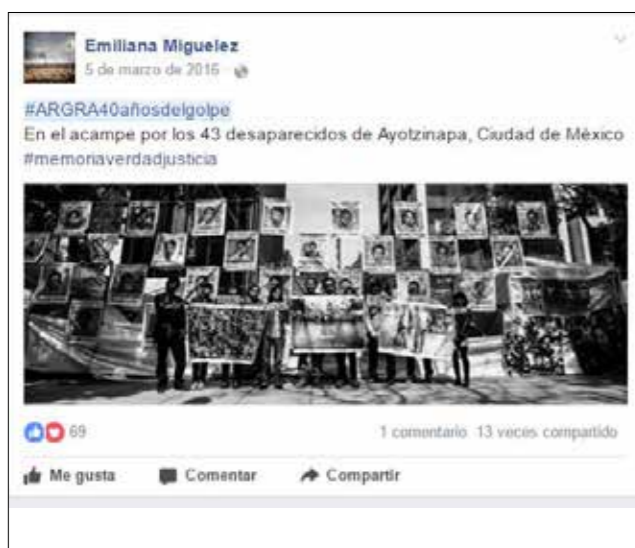 Emiliana Miguelez
5 de marzo de 2016
#ARGRA40añosdelgolpe
En el acampe por los 43 desaparecidos de Ayotzinapa, Ciudad de México
#memoriaverdadjusticia
69
1 comentario 13 veces compartido
Me gusta Comentar Compartir